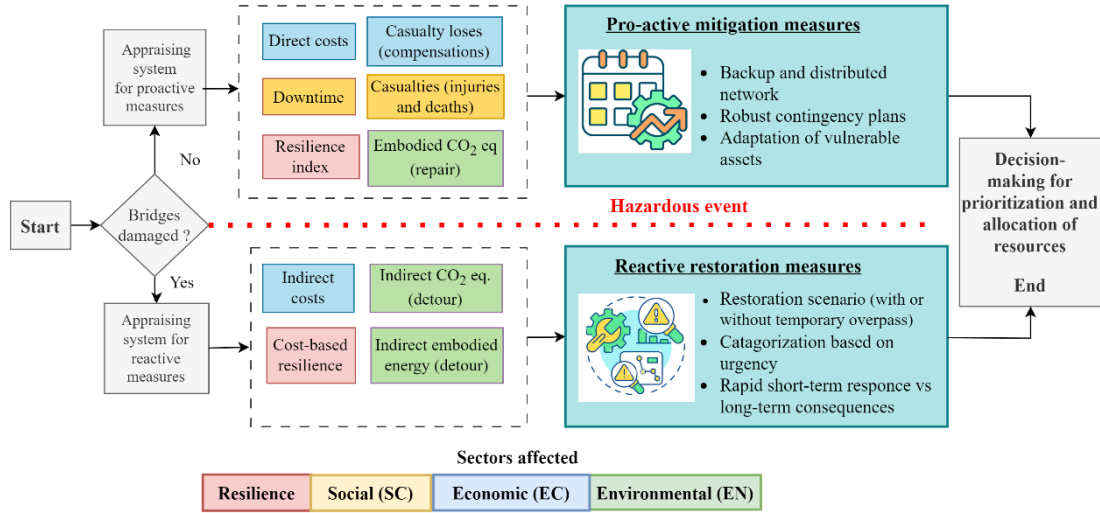 Start
Bridges
damaged ?
No
Yes
Appraising
system
for proactive
measures
Appraising
system for
reactive
measures
Direct costs
Casualty loses
(compensations)
Downtime
Casualties (injuries
and deaths)
Resilience
index
Embodied CO₂ eq
(repair)
Pro-active mitigation measures
• Backup and distributed
network
• Robust contingency plans
• Adaptation of vulnerable
assets
Hazardous event
Indirect
costs
Indirect CO₂ eq.
(detour)
Cost-based
resilience
Indirect embodied
energy (detour)
Reactive restoration measures
• Restoration scenario (with or
without temporary overpass)
• Catagorization based on
urgency
• Rapid short-term responce vs
long-term consequences
Decision-
making for
prioritization and
allocation of
resources
End
Sectors affected
Resilience
Social (SC)
Economic (EC)
Environmental (EN)